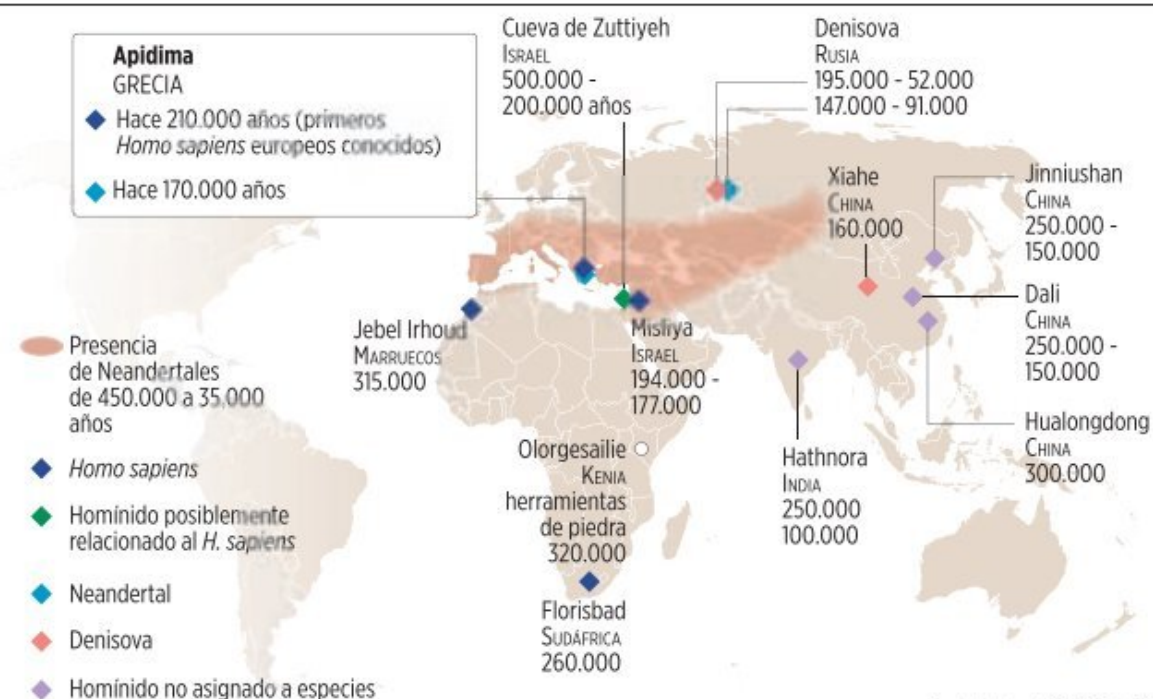 Apidima
GRECIA
Hace 210.000 años (primeros
Homo sapiens europeos conocidos)
Hace 170.000 años
Cueva de Zuttiyeh
ISRAEL
500.000 -
200.000 años
Denisova
RUSIA
195.000 - 52.000
147.000 - 91.000
Xiahe
CHINA
160.000
Jinniushan
CHINA
250.000 -
150.000
Dali
CHINA
250.000 -
150.000
Hualongdong
CHINA
300.000
Jebel Irhoud
MARRUECOS
315.000
Misliya
ISRAEL
194.000 -
177.000
Olorgesailie
KENIA
herramientas
de piedra
320.000
Hathnora
INDIA
250.000
100.000
Florisbad
SUDÁFRICA
260.000
Presencia
de Neandertales
de 450.000 a 35.000
años
Homo sapiens
Homínido posiblemente
relacionado al H. sapiens
Neandertal
Denisova
Homínido no asignado a especies